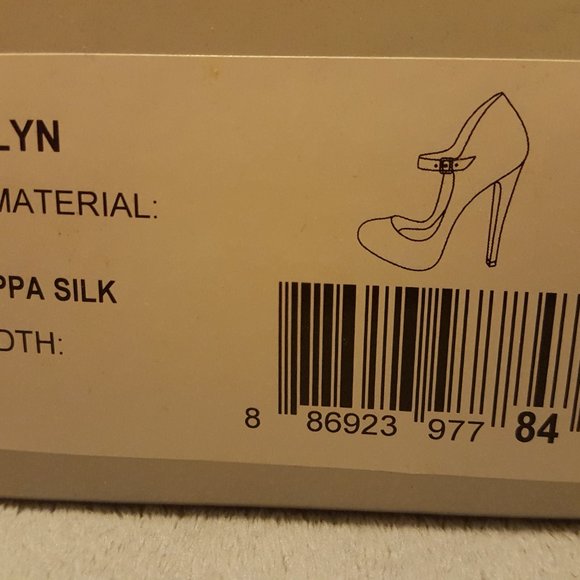 LYN
MATERIAL:
PPA SILK
DTH:
8 86923 977 84